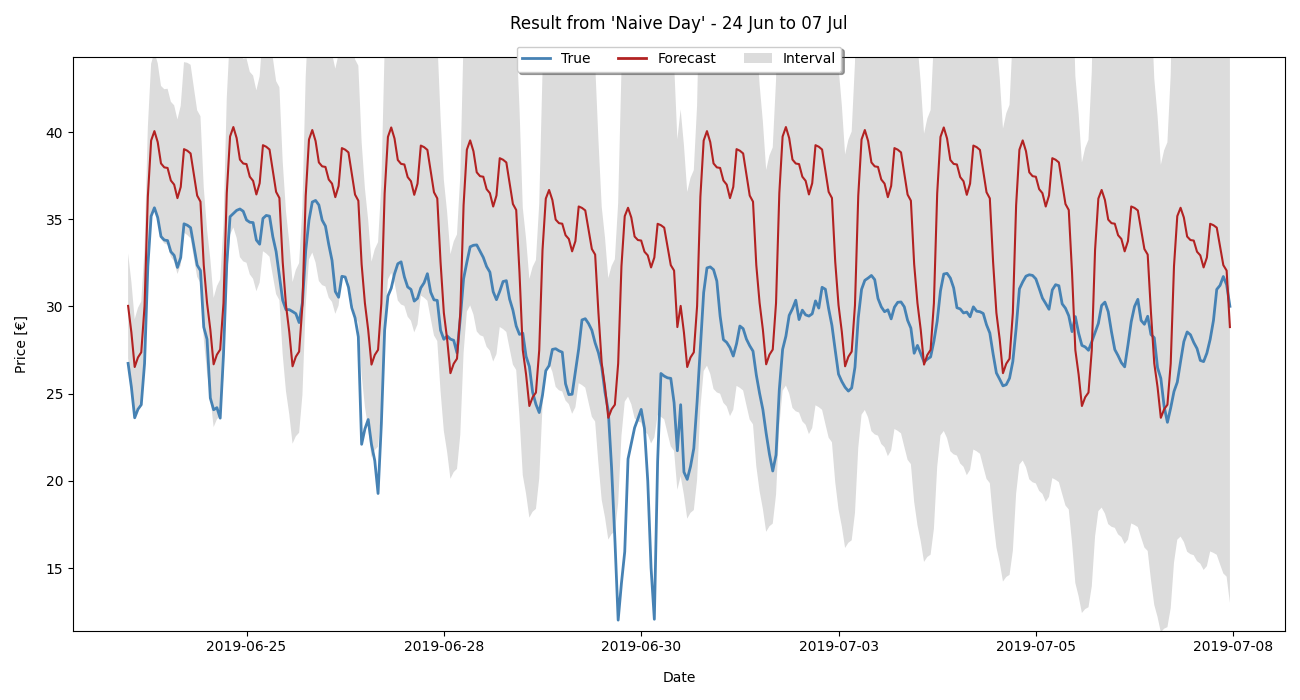 Result from 'Naive Day' - 24 Jun to 07 Jul
True Forecast Interval
Price [€]
40
35
30
25
20
15
2019-06-25 2019-06-28 2019-06-30 2019-07-03 2019-07-05 2019-07-08
Date